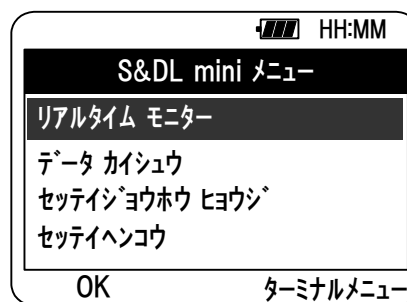 HH:MM
S&DL mini ﾒﾆｭｰ
ﾘｱﾙﾀｲﾑ ﾓﾆﾀｰ
ﾃﾞｰﾀ ｶｲｼｭｳ
ｾｯﾃｲｼﾞｮｳﾎｳ ﾋｮｳｼﾞ
ｾｯﾃｲﾍﾝｺｳ
OK ﾀｰﾐﾅﾙﾒﾆｭｰ